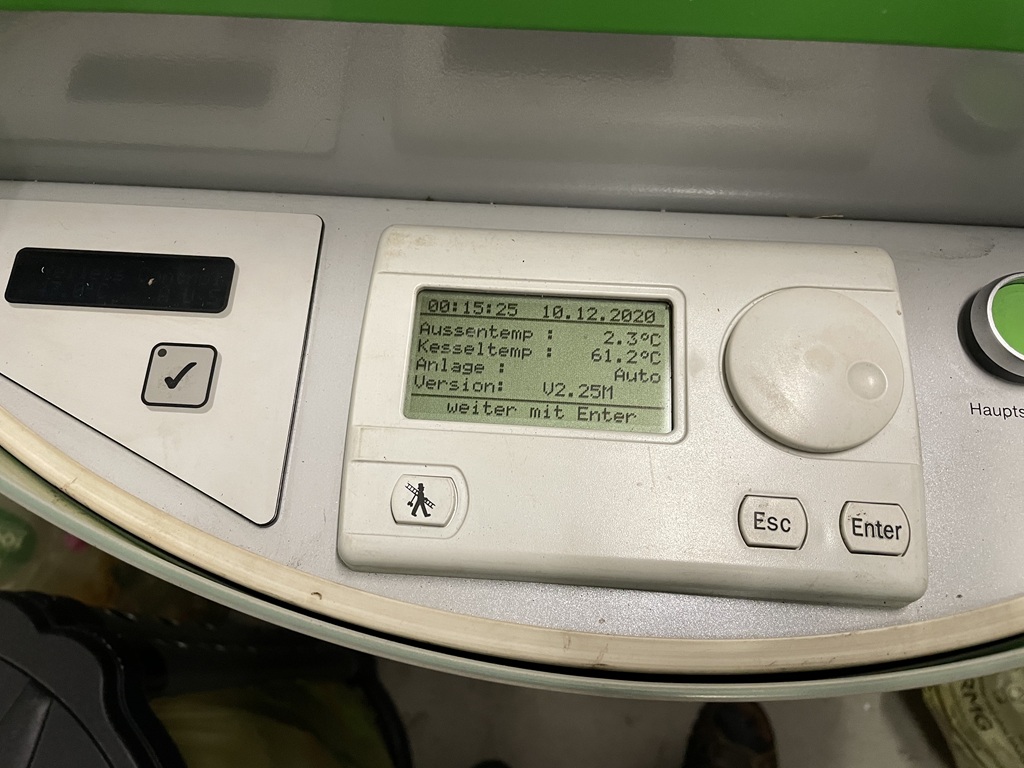 00:15:25 10.12.2020
Aussentemp : 2.3°C
Kesseltemp : 61.2°C
Anlage : Auto
Version: V2.25M
weiter mit Enter
Esc
Enter
Haupts
RMG